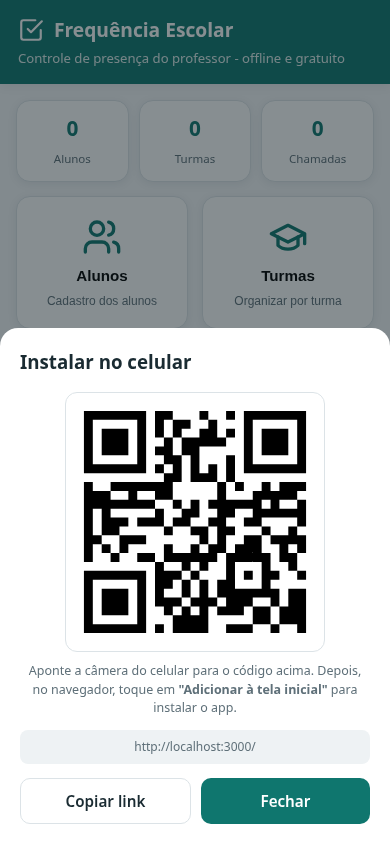 Frequência Escolar
Controle de presença do professor - offline e gratuito
0
0
0
Alunos
Turmas
Chamadas
Alunos
Turmas
Cadastro dos alunos
Organizar por turma
Instalar no celular
Aponte a câmera do celular para o código acima. Depois,
no navegador, toque em "Adicionar à tela inicial" para
instalar o app.
http://localhost:3000/
Copiar link
Fechar